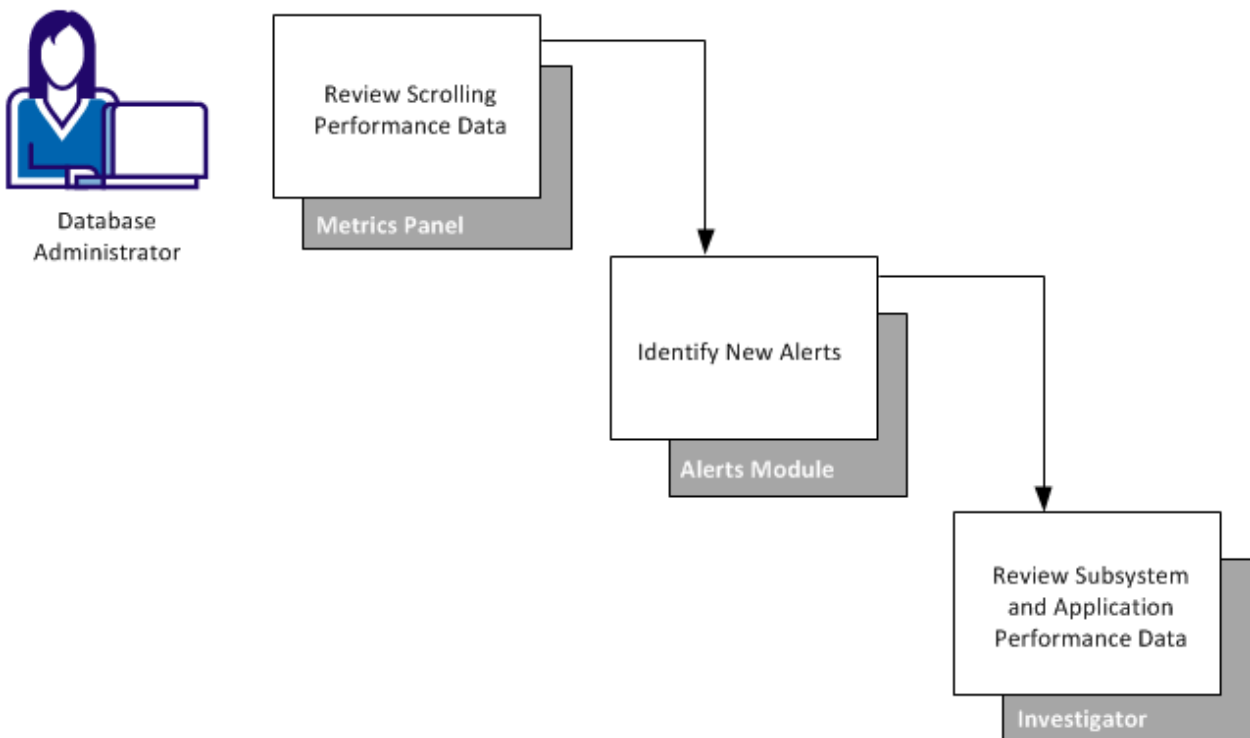 Review Scrolling
Performance Data
Metrics Panel
Database
Administrator
Identify New Alerts
Alerts Module
Review Subsystem
and Application
Performance Data
Investigator